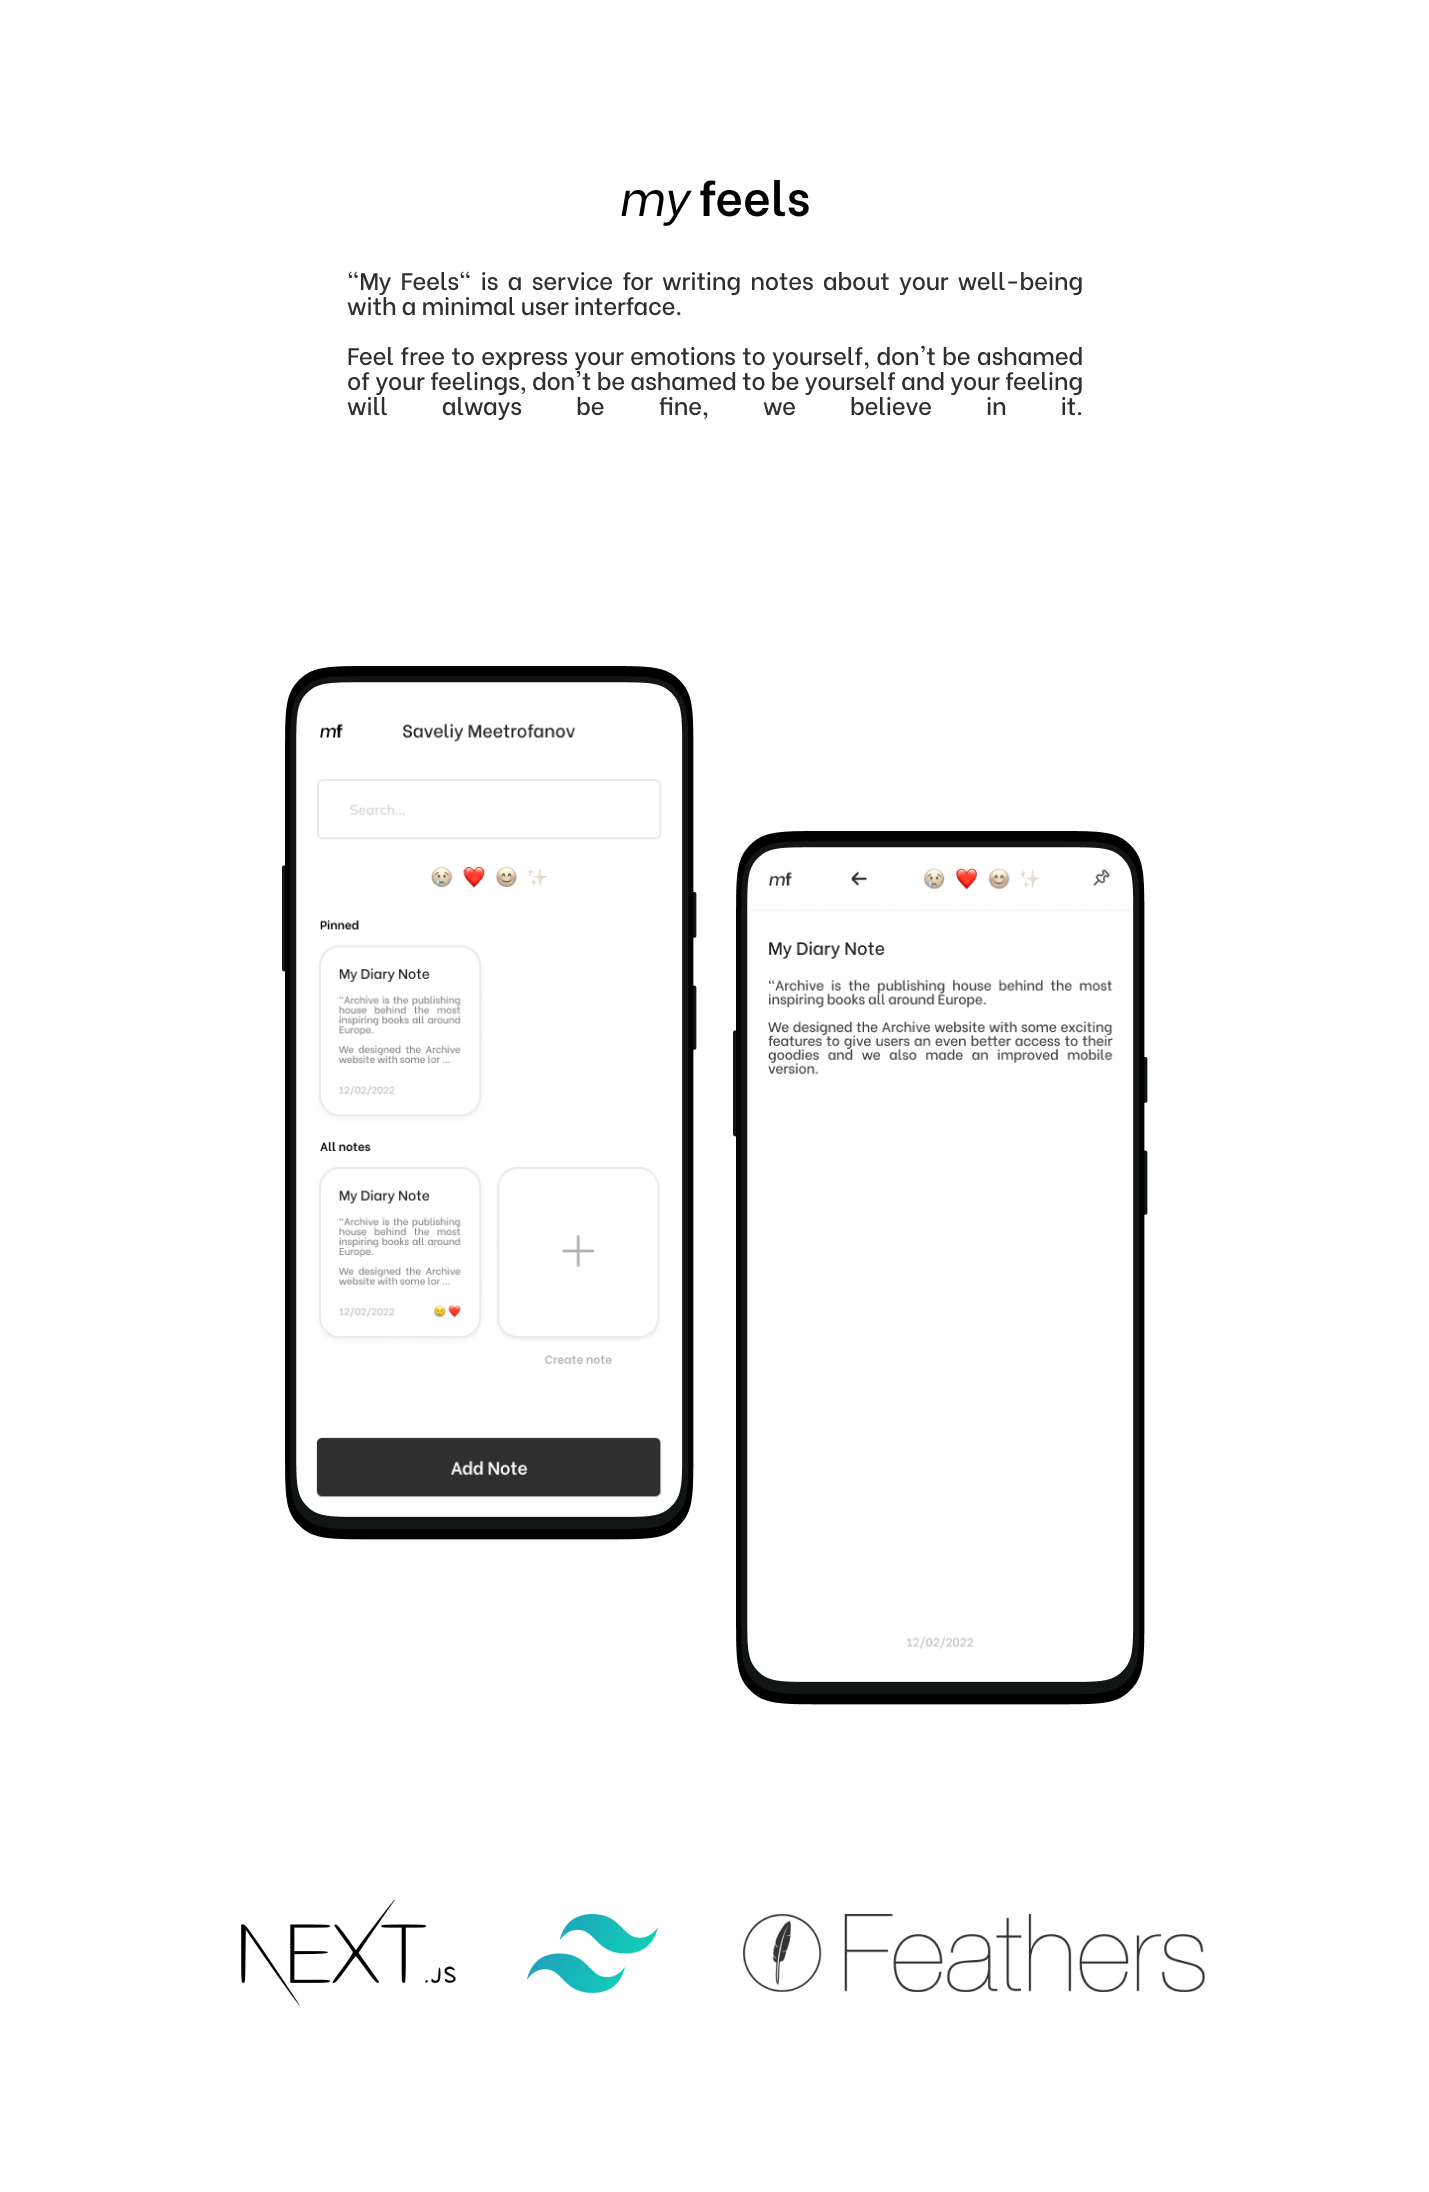 my feels
“My Feels“ is a service for writing notes about your well-being
with a minimal user interface.
Feel free to express your emotions to yourself, don't be ashamed
of your feelings, don't be ashamed to be yourself and your feeling
will always be fine, we believe in it.
mf
Saveliy Meetrofanov
Search...
Pinned
My Diary Note
“Archive is the publishing
house behind the most
inspiring books all around
Europe.
We designed the Archive
website with some lor ...
12/02/2022
All notes
My Diary Note
“Archive is the publishing
house behind the most
inspiring books all around
Europe.
We designed the Archive
website with some lor ...
12/02/2022
Create note
Add Note
mf
My Diary Note
“Archive is the publishing house behind the most
inspiring books all around Europe.
We designed the Archive website with some exciting
features to give users an even better access to their
goodies and we also made an improved mobile
version.
12/02/2022
NEXT.JS
Feathers